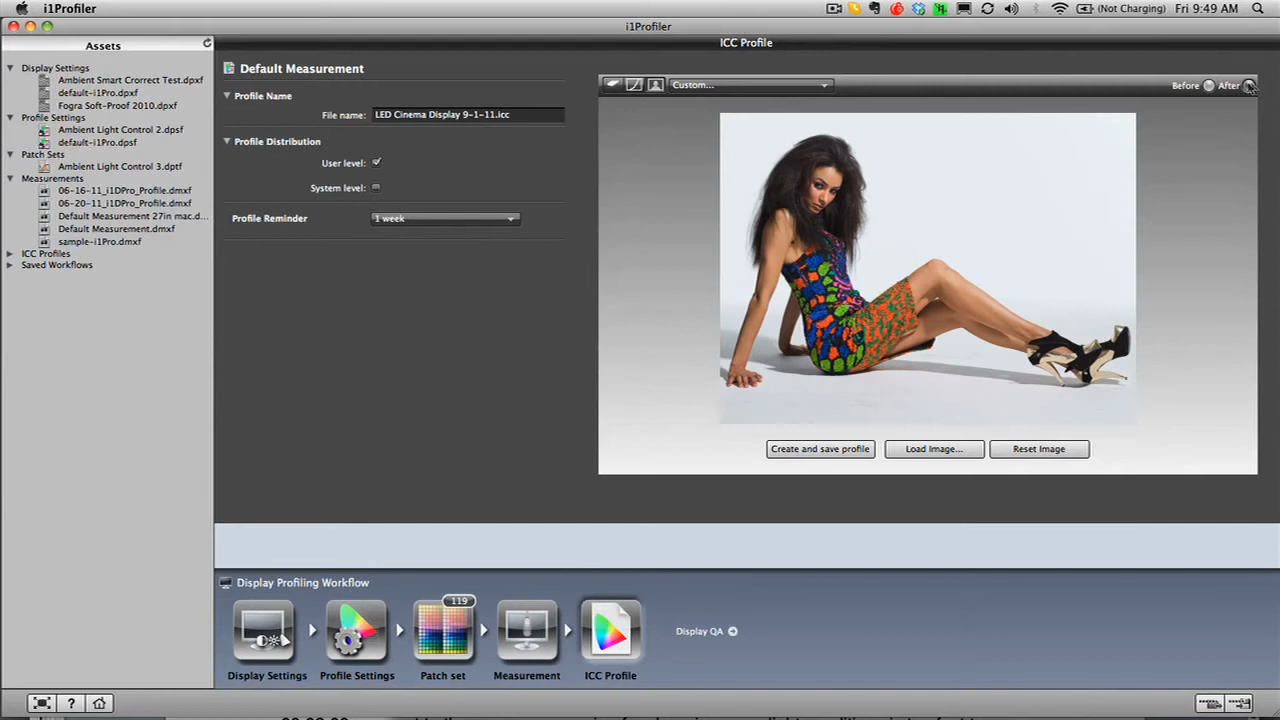 i1Profiler
(Not Charging)
Fri 9:49 AM
i1Profiler
Assets
ICC Profile
Display Settings
Ambient Smart Crorrect Test.dpxf
default-i1Pro.dpxf
Fogra Soft-Proof 2010.dpxf
Profile Settings
Ambient Light Control 2.dpsf
default-i1Pro.dpsf
Patch Sets
Ambient Light Control 3.dptf
Measurements
06-16-11_i1DPro_Profile.dmxf
06-20-11_i1DPro_Profile.dmxf
Default Measurement 27in mac.d...
Default Measurement.dmxf
sample-i1Pro.dmxf
ICC Profiles
Saved Workflows
Default Measurement
Profile Name
File name: LED Cinema Display 9-1-11.icc
Profile Distribution
User level:
System level:
Profile Reminder 1 week
Custom...
Before After
Create and save profile Load Image... Reset Image
Display Profiling Workflow
119
Display Settings Profile Settings Patch set Measurement ICC Profile
Display QA
?